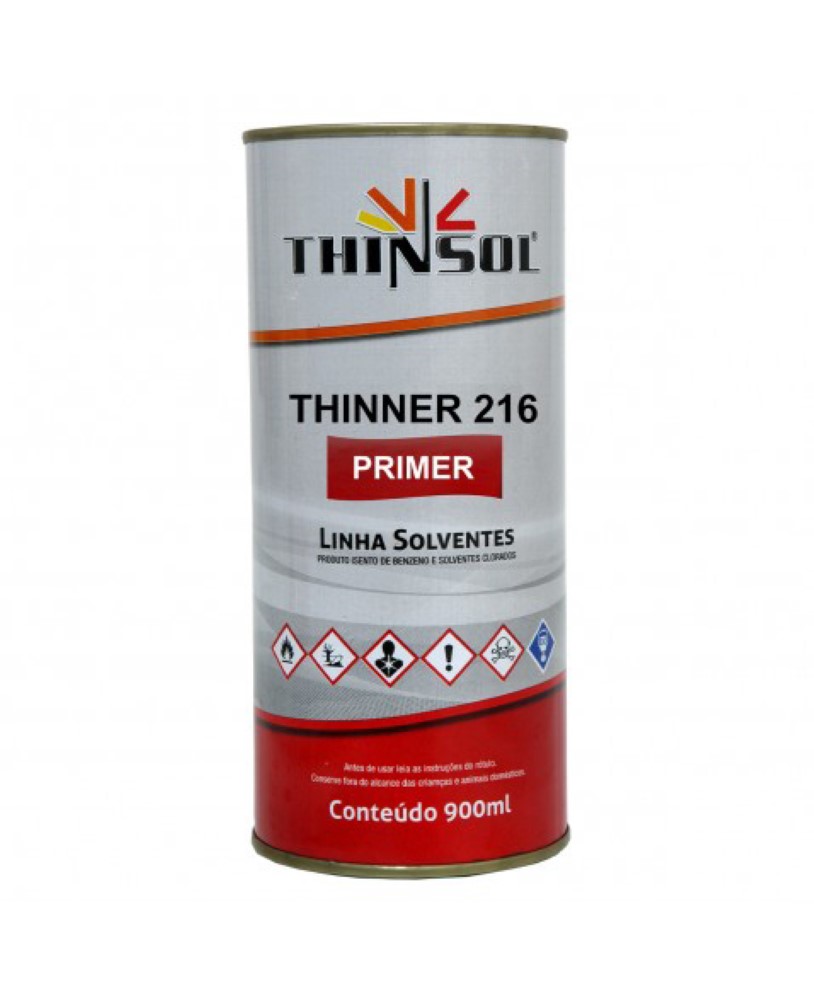 THINSOL®
THINNER 216
PRIMER
LINHA SOLVENTES
PRODUTO ISENTO DE BENZENO E SOLVENTES CLORADOS
Antes de usar leia as instruções do rótulo.
Conserve fora do alcance das crianças e animais domésticos.
Conteúdo 900ml